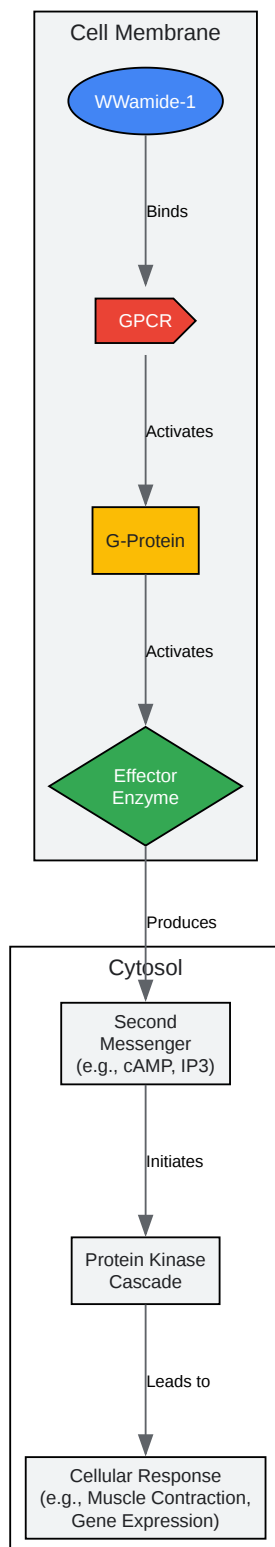 Cell Membrane
WWamide-1
Binds
GPCR
Activates
G-Protein
Activates
Effector
Enzyme
Produces
Cytosol
Second
Messenger
(e.g., cAMP, IP3)
Initiates
Protein Kinase
Cascade
Leads to
Cellular Response
(e.g., Muscle Contraction,
Gene Expression)